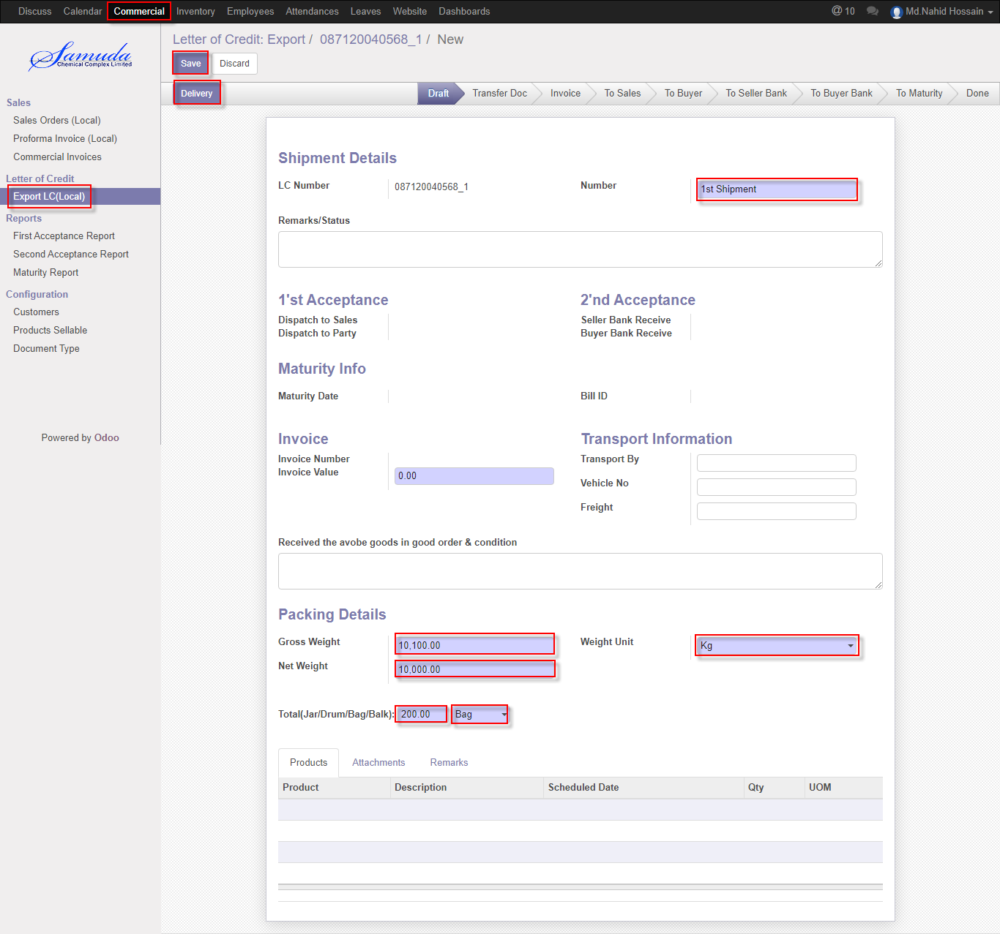 Discuss Calendar Commercial Inventory Employees Attendances Leaves Website Dashboards @ 10 Md.Nahid Hossain
Samuda
Chemical Complex Limited
Sales
Sales Orders (Local)
Proforma Invoice (Local)
Commercial Invoices
Letter of Credit
Export LC(Local)
Reports
First Acceptance Report
Second Acceptance Report
Maturity Report
Configuration
Customers
Products Sellable
Document Type
Powered by Odoo
Letter of Credit: Export / 087120040568_1 / New
Save Discard
Delivery Draft Transfer Doc Invoice To Sales To Buyer To Seller Bank To Buyer Bank To Maturity Done
Shipment Details
LC Number 087120040568_1 Number 1st Shipment
Remarks/Status
1'st Acceptance 2'nd Acceptance
Dispatch to Sales Seller Bank Receive
Dispatch to Party Buyer Bank Receive
Maturity Info
Maturity Date Bill ID
Invoice Transport Information
Invoice Number Transport By
Invoice Value 0.00
Vehicle No
Freight
Received the avobe goods in good order & condition
Packing Details
Gross Weight 10,100.00 Weight Unit Kg
Net Weight 10,000.00
Total(Jar/Drum/Bag/Balk): 200.00 Bag
Products Attachments Remarks
Product Description Scheduled Date Qty UOM